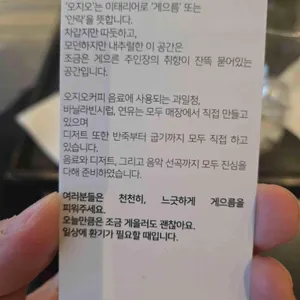 '오지오'는 이태리어로 '게으름' 또는
'안락'을 뜻합니다.
차갑지만 따듯하고,
모던하지만 내추럴한 이 공간은
조금은 게으른 주인장의 취향이 잔뜩 묻어있는
공간입니다.
오지오커피 음료에 사용되는 과일청,
바닐라빈시럽, 연유는 모두 매장에서 직접 만들고
있으며
디저트 또한 반죽부터 굽기까지 모두 직접 하고
있습니다.
음료와 디저트, 그리고 음악 선곡까지 모두 진심을
다해 준비하였습니다.
여러분들은 천천히, 느긋하게 게으름을
피워주세요.
오늘만큼은 조금 게을러도 괜찮아요.
일상에 환기가 필요할 때입니다.